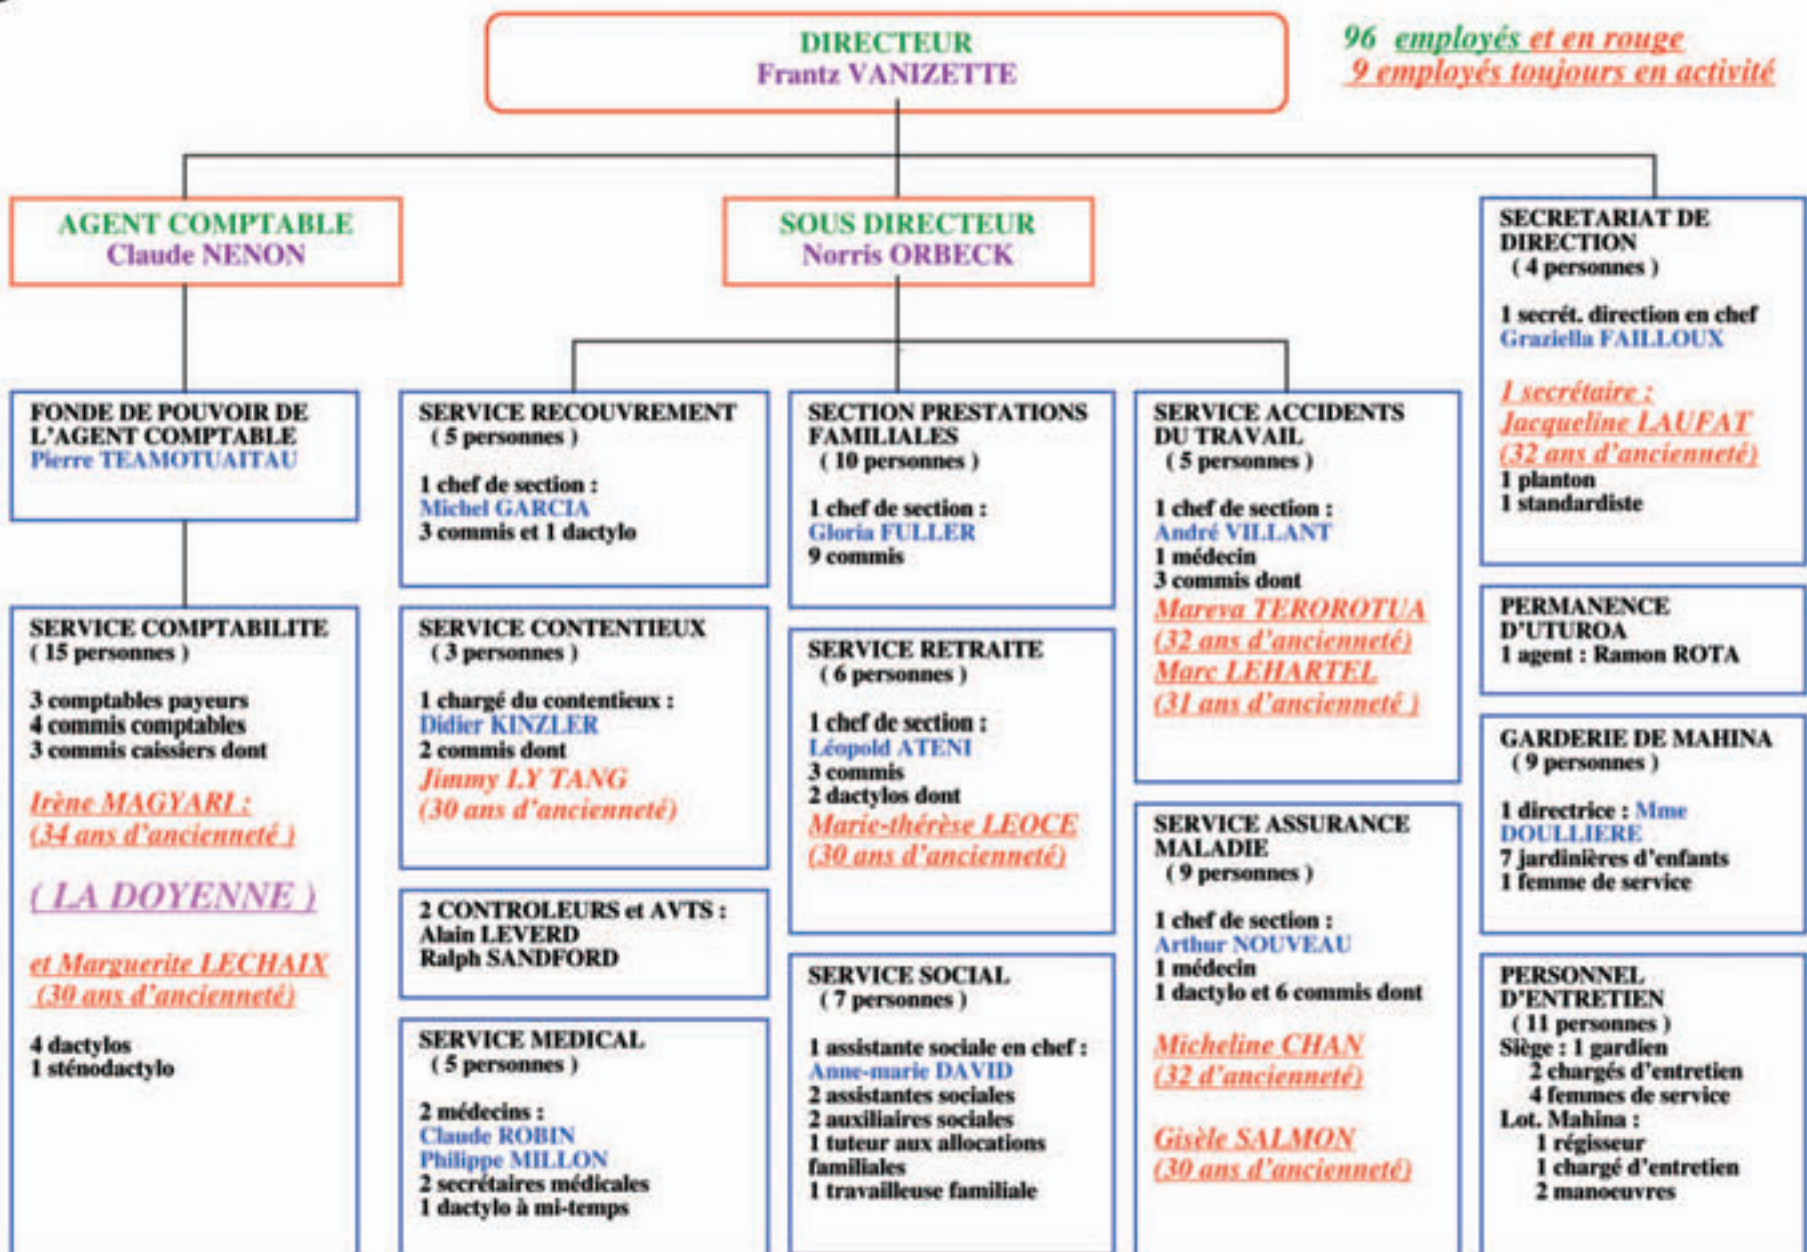 DIRECTEUR
Frantz VANIZETTE
96 employés et en rouge
9 employés toujours en activité
AGENT COMPTABLE
Claude NENON
SOUS DIRECTEUR
Norris ORBECK
SECRETARIAT DE
DIRECTION
( 4 personnes )
1 secrét. direction en chef
Graziella FAILLOUX
1 secrétaire :
Jacqueline LAUFAT
(32 ans d'ancienneté)
1 planton
1 standardiste
FONDE DE POUVOIR DE
L'AGENT COMPTABLE
Pierre TEAMOTUAITAU
SERVICE COMPTABILITE
( 15 personnes )
3 comptables payeurs
4 commis comptables
3 commis caissiers dont
Irène MAGYARI :
(34 ans d'ancienneté )
( LA DOYENNE )
et Marguerite LECHAIX
(30 ans d'ancienneté)
4 dactylos
1 sténodactylo
SERVICE RECOUVREMENT
( 5 personnes )
1 chef de section :
Michel GARCIA
3 commis et 1 dactylo
SERVICE CONTENTIEUX
( 3 personnes )
1 chargé du contentieux :
Didier KINZLER
2 commis dont
Jimmy LY TANG
(30 ans d'ancienneté)
2 CONTROLEURS et AVTS :
Alain LEVERD
Ralph SANDFORD
SERVICE MEDICAL
( 5 personnes )
2 médecins :
Claude ROBIN
Philippe MILLON
2 secrétaires médicales
1 dactylo à mi-temps
SECTION PRESTATIONS
FAMILIALES
( 10 personnes )
1 chef de section :
Gloria FULLER
9 commis
SERVICE RETRAITE
( 6 personnes )
1 chef de section :
Léopold ATENI
3 commis
2 dactylos dont
Marie-thérèse LEOCE
(30 ans d'ancienneté)
SERVICE SOCIAL
( 7 personnes )
1 assistante sociale en chef :
Anne-marie DAVID
2 assistantes sociales
2 auxiliaires sociales
1 tuteur aux allocations
familiales
1 travailleuse familiale
SERVICE ACCIDENTS
DU TRAVAIL
( 5 personnes )
1 chef de section :
André VILLANT
1 médecin
3 commis dont
Mareva TEROROTUA
(32 ans d'ancienneté)
Marc LEHARTEL
(31 ans d'ancienneté )
SERVICE ASSURANCE
MALADIE
( 9 personnes )
1 chef de section :
Arthur NOUVEAU
1 médecin
1 dactylo et 6 commis dont
Micheline CHAN
(32 d'ancienneté)
Gisèle SALMON
(30 ans d'ancienneté)
PERMANENCE
D'UTUROA
1 agent : Ramon ROTA
GARDERIE DE MAHINA
( 9 personnes )
1 directrice : Mme
DOULLIERE
7 jardinières d'enfants
1 femme de service
PERSONNEL
D'ENTRETIEN
( 11 personnes )
Siège : 1 gardien
2 chargés d'entretien
4 femmes de service
Lot. Mahina :
1 régisseur
1 chargé d'entretien
2 manoeuvres